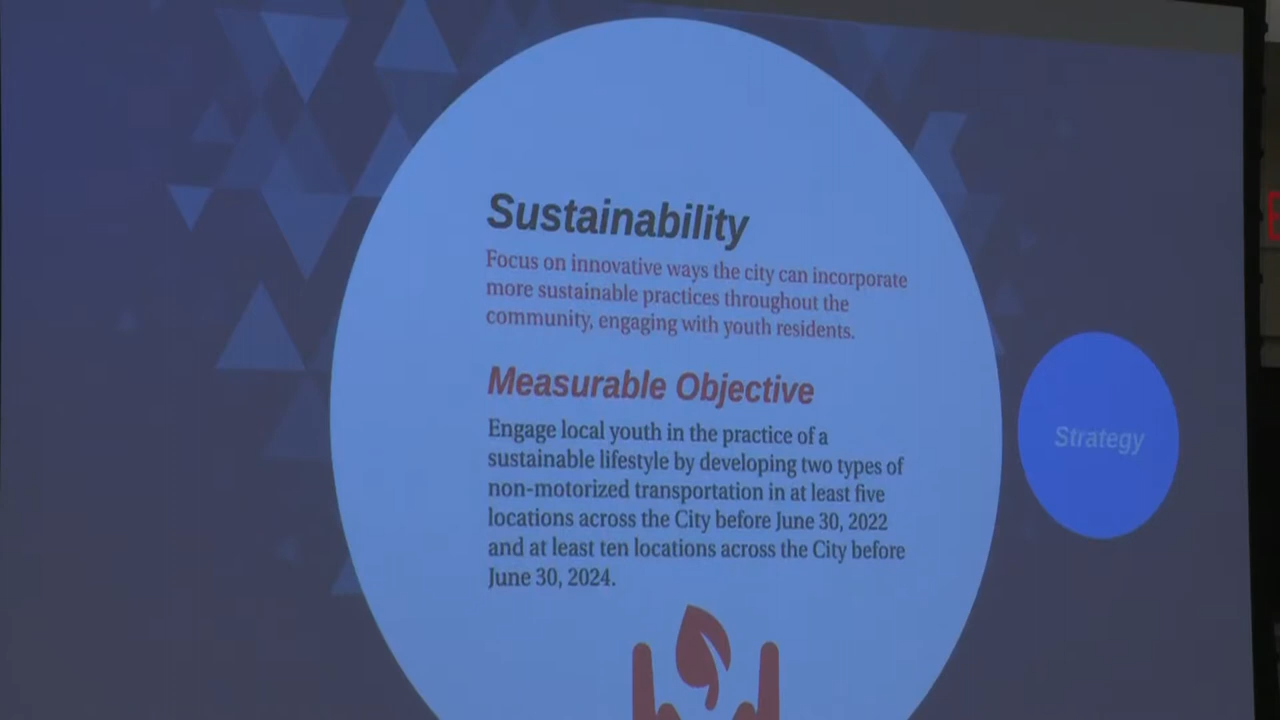 Sustainability
Focus on innovative ways the city can incorporate
more sustainable practices throughout the
community, engaging with youth residents.
Measurable Objective
Engage local youth in the practice of a
sustainable lifestyle by developing two types of
non-motorized transportation in at least five
locations across the City before June 30, 2022
and at least ten locations across the City before
June 30, 2024.
Strategy